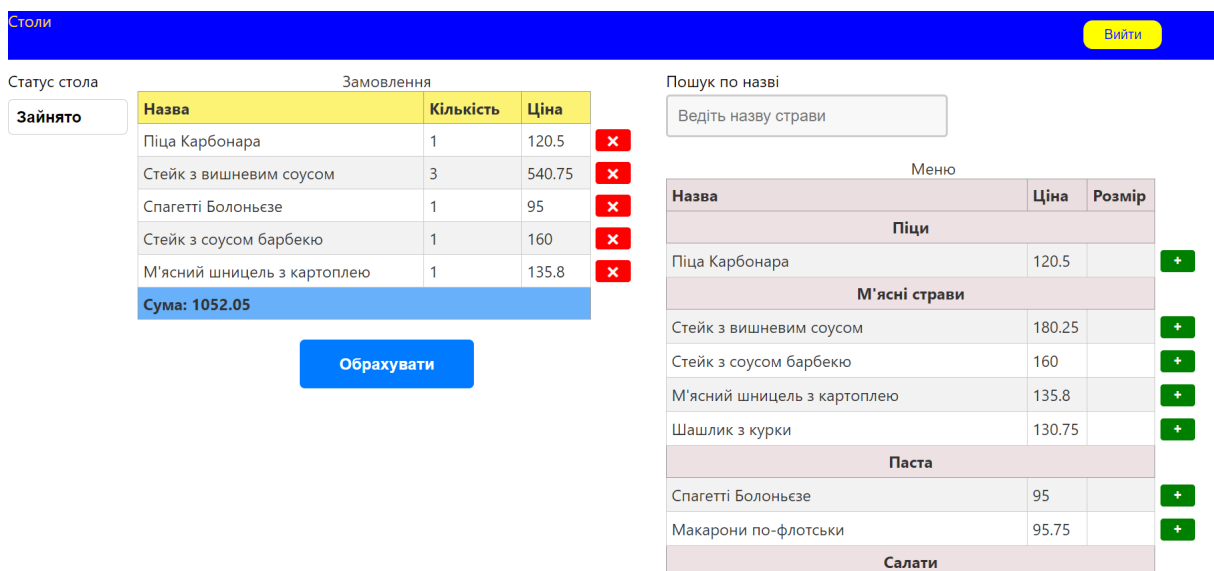 Столи
Вийти
Статус стола
Зайнято
Замовлення
Назва Кількість Ціна
Піца Карбонара 1 120.5
Стейк з вишневим соусом 3 540.75
Спагетті Болоньєзе 1 95
Стейк з соусом барбекю 1 160
М'ясний шницель з картоплею 1 135.8
Сума: 1052.05
Обрахувати
Пошук по назві
Ведіть назву страви
Меню
Назва Ціна Розмір
Піци
Піца Карбонара 120.5 +
М'ясні страви
Стейк з вишневим соусом 180.25 +
Стейк з соусом барбекю 160 +
М'ясний шницель з картоплею 135.8 +
Шашлик з курки 130.75 +
Паста
Спагетті Болоньєзе 95 +
Макарони по-флотськи 95.75 +
Салати